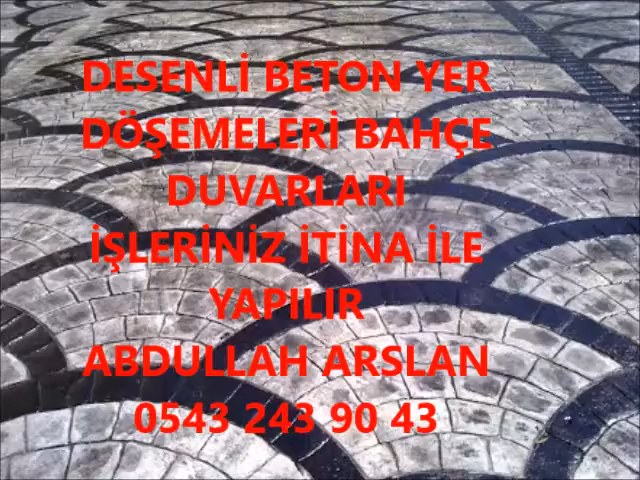 DESENLİ BETON YER
DÖŞEMELERİ BAHÇE
DUVARLARI
İŞLERİNİZ İTİNA İLE
YAPILIR
ABDULLAH ARSLAN
0543 243 90 43